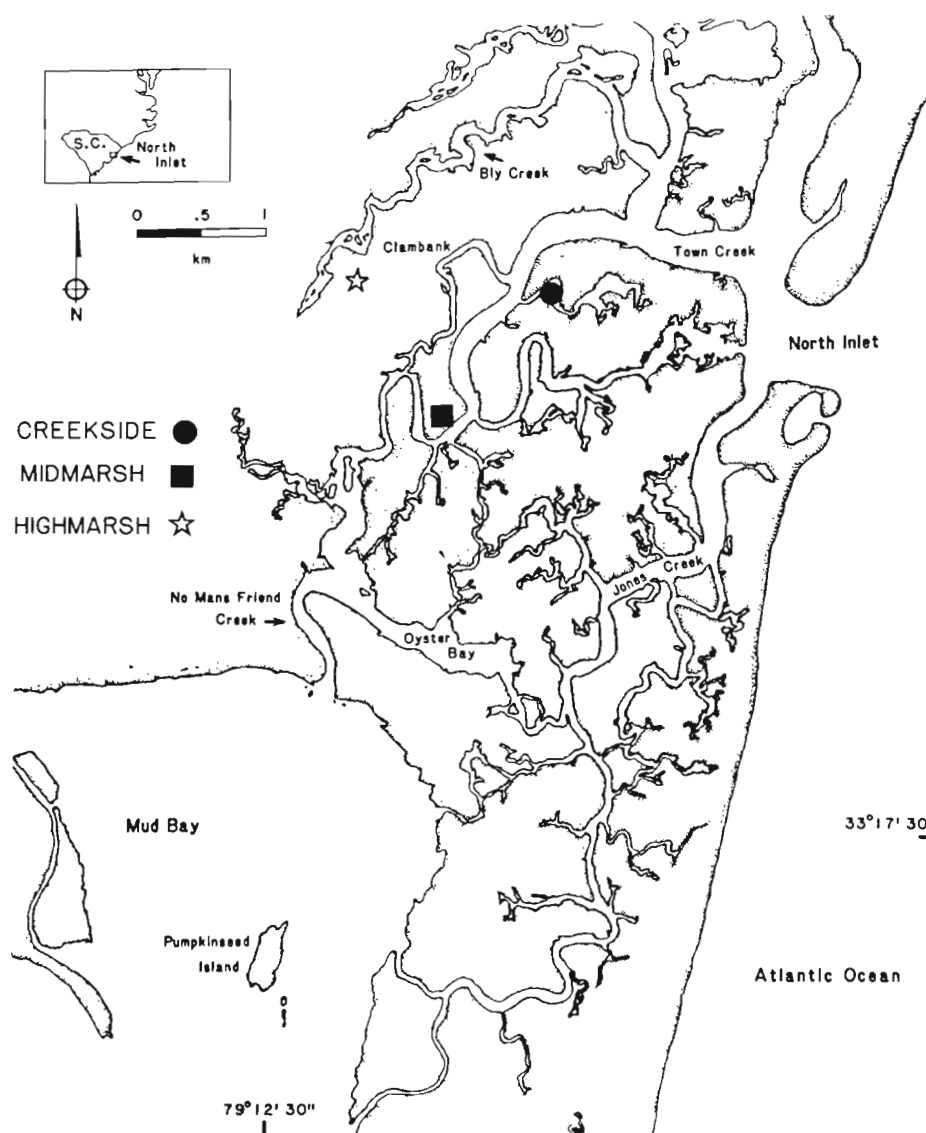 S.C.
North
Inlet
0 .5 1
km
N
Bly Creek
Clambank
Town Creek
North Inlet
CREEKSIDE
MIDMARSH
HIGHMARSH
Jones Creek
No Mans Friend
Creek
Oyster
Bay
Mud Bay
33°17'30
Pumpkinseed
Island
Atlantic Ocean
79°12'30"